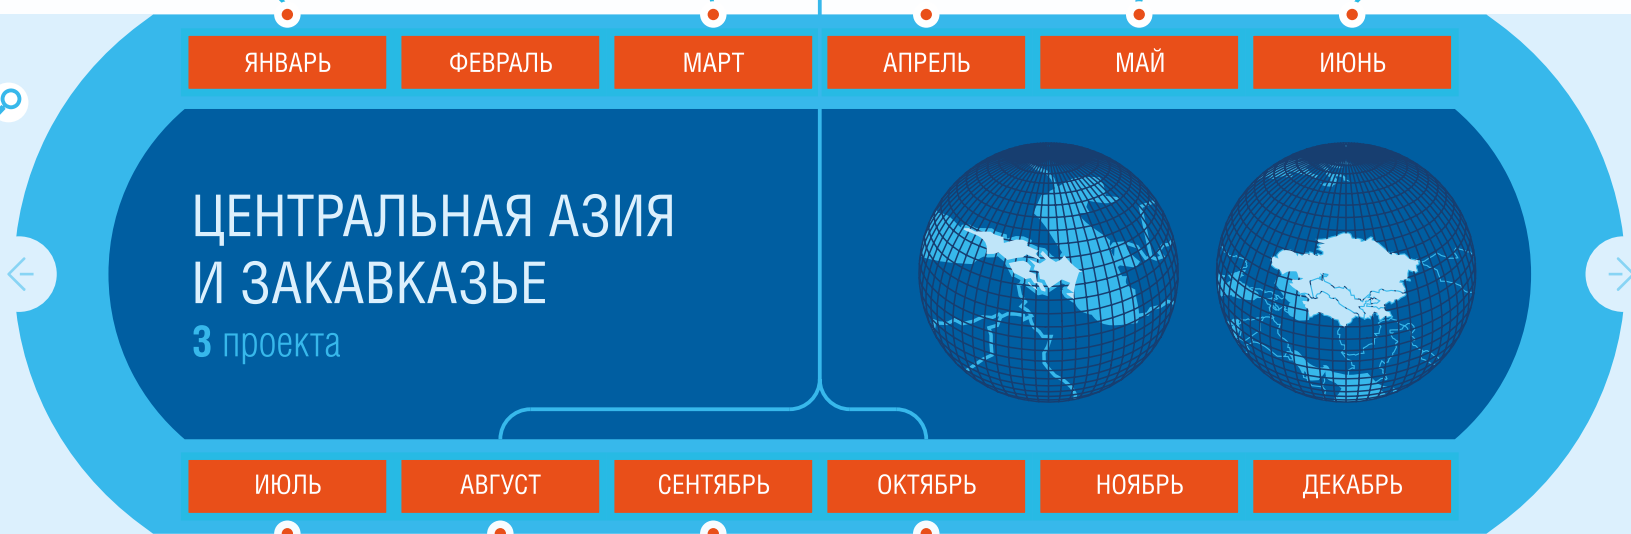 ЯНВАРЬ ФЕВРАЛЬ МАРТ АПРЕЛЬ МАЙ ИЮНЬ
ЦЕНТРАЛЬНАЯ АЗИЯ
И ЗАКАВКАЗЬЕ
3 проекта
ИЮЛЬ АВГУСТ СЕНТЯБРЬ ОКТЯБРЬ НОЯБРЬ ДЕКАБРЬ